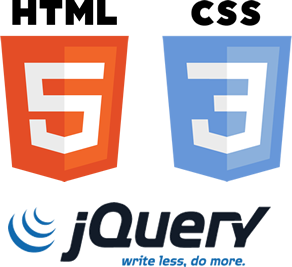 HTML CSS
5 3
jQuery
write less, do more.